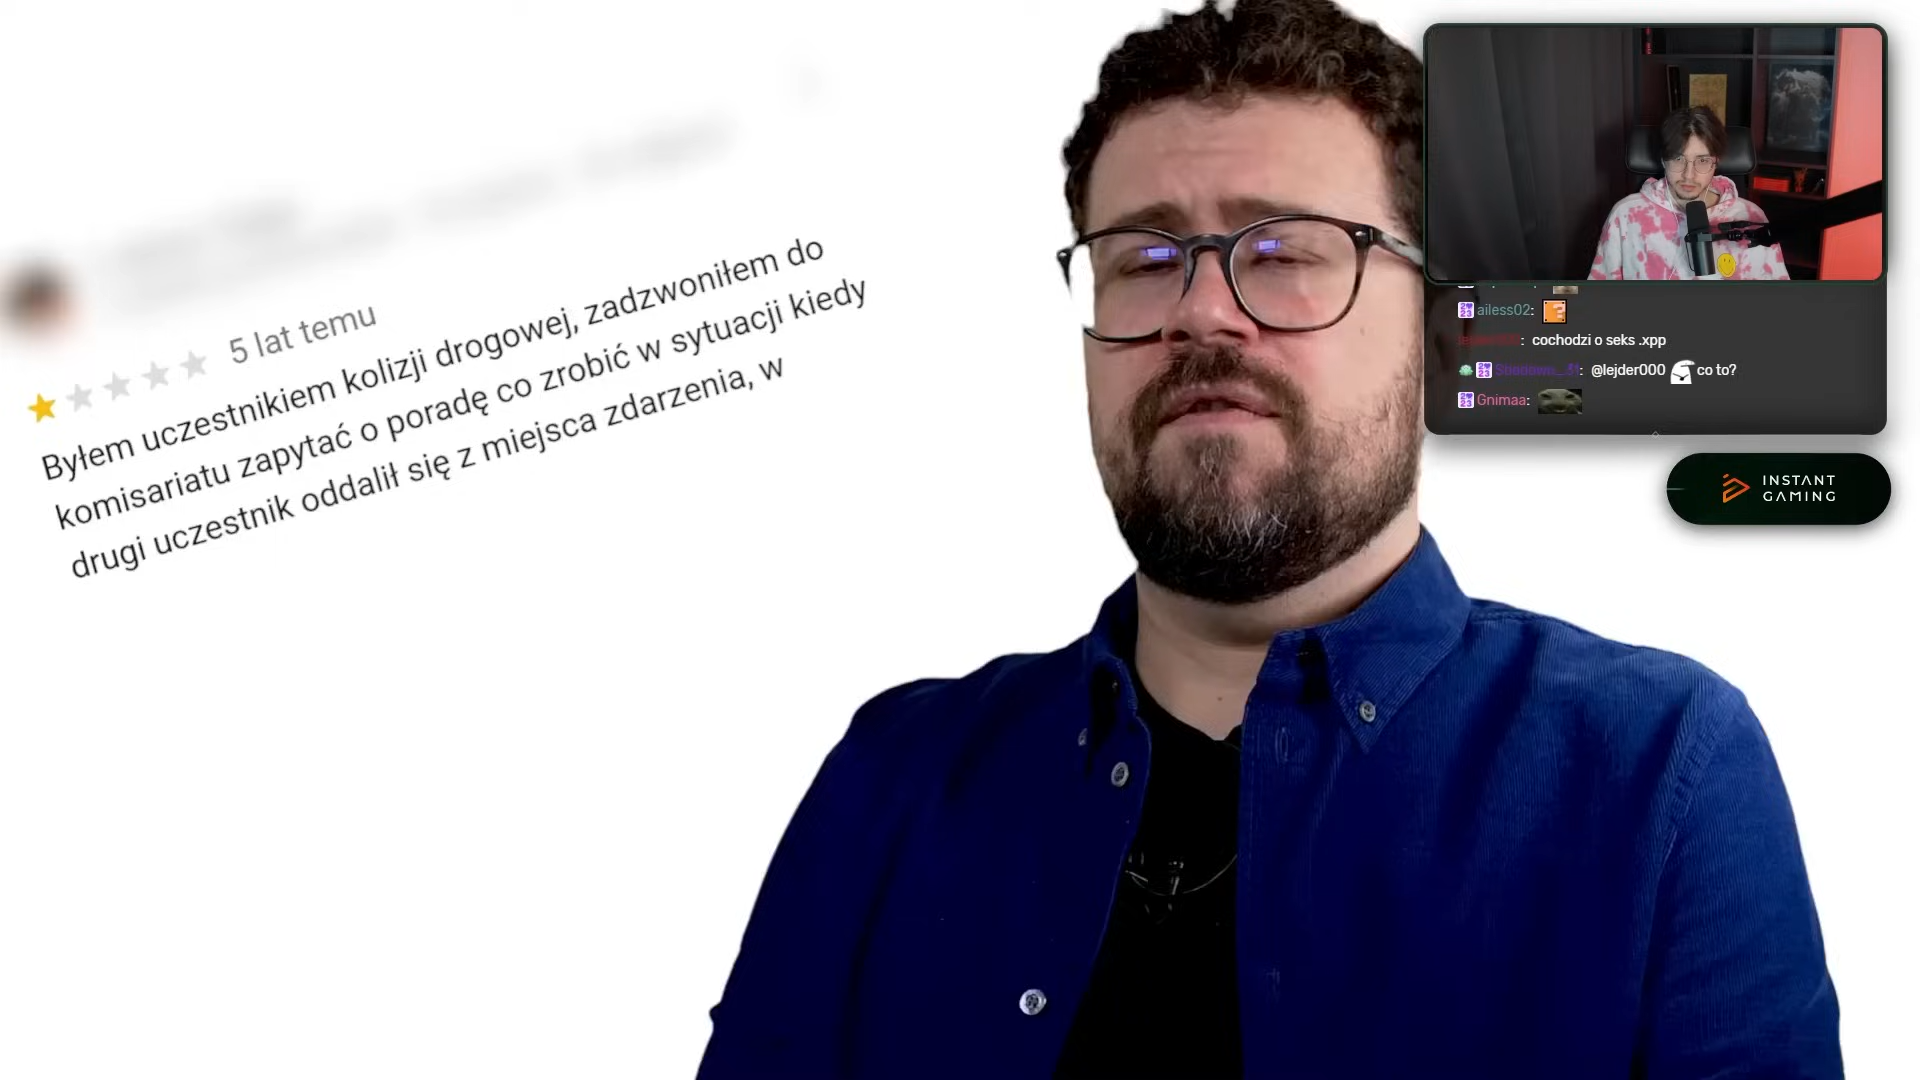 5 lat temu
Byłem uczestnikiem kolizji drogowej, zadzwoniłem do
komisariatu zapytać o poradę co zrobić w sytuacji kiedy
drugi uczestnik oddalił się z miejsca zdarzenia, w
ailess02:
: cochodzi o seks .xpp
: @lejder000 co to?
Gnimaa:
INSTANT
GAMING